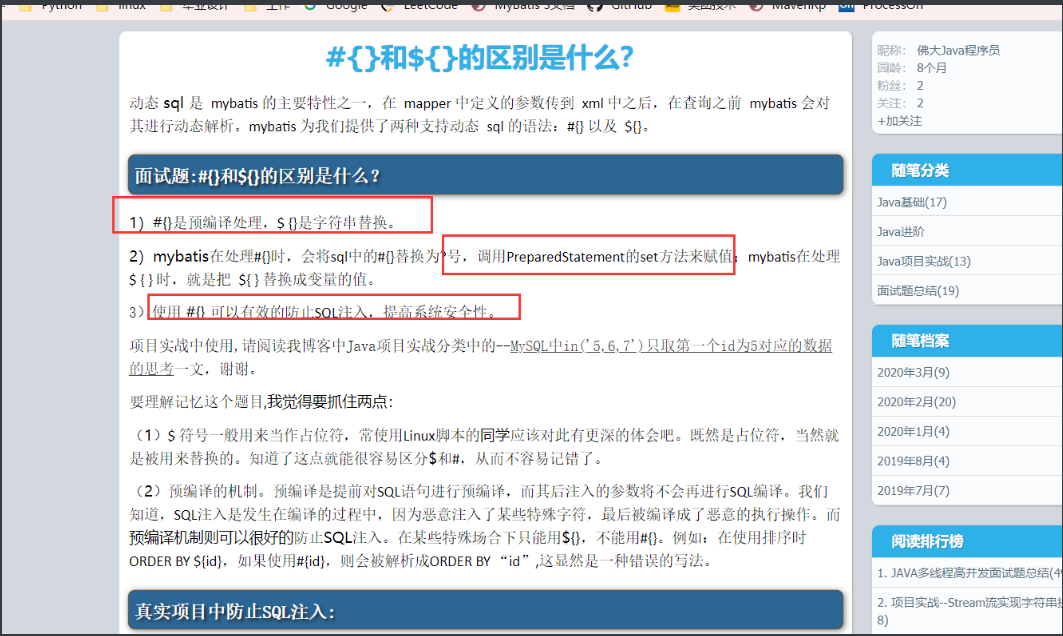 Python
linux
毕业设计
工作
Google
LeetCode
MyBatis 3文档
GitHub
美团技术
MavenRp
ProcessOn
#{}和${}的区别是什么?
动态 sql 是 mybatis 的主要特性之一，在 mapper 中定义的参数传到 xml 中之后，在查询之前 mybatis 会对
其进行动态解析。mybatis 为我们提供了两种支持动态 sql 的语法：#{} 以及 ${}。
面试题:#{}和${}的区别是什么？
1）#{}是预编译处理，$ {}是字符串替换。
2）mybatis在处理#{}时，会将sql中的#{}替换为?号，调用PreparedStatement的set方法来赋值；mybatis在处理
$ { } 时，就是把 ${ } 替换成变量的值。
3）使用 #{} 可以有效的防止SQL注入，提高系统安全性。
项目实战中使用,请阅读我博客中Java项目实战分类中的--MySQL中in('5,6,7')只取第一个id为5对应的数据
的思考一文，谢谢。
要理解记忆这个题目,我觉得要抓住两点：
（1）$ 符号一般用来当作占位符，常使用Linux脚本的同学应该对此有更深的体会吧。既然是占位符，当然就
是被用来替换的。知道了这点就能很容易区分$和#，从而不容易记错了。
（2）预编译的机制。预编译是提前对SQL语句进行预编译，而其后注入的参数将不会再进行SQL编译。我们
知道，SQL注入是发生在编译的过程中，因为恶意注入了某些特殊字符，最后被编译成了恶意的执行操作。而
预编译机制则可以很好的防止SQL注入。在某些特殊场合下只能用${}，不能用#{}。例如：在使用排序时
ORDER BY ${id}，如果使用#{id}，则会被解析成ORDER BY “id”,这显然是一种错误的写法。
真实项目中防止SQL注入:
昵称： 佛大Java程序员
园龄： 8个月
粉丝： 2
关注： 2
+加关注
随笔分类
Java基础(17)
Java进阶
Java项目实战(13)
面试题总结(19)
随笔档案
2020年3月(9)
2020年2月(20)
2020年1月(4)
2019年8月(4)
2019年7月(7)
阅读排行榜
1. JAVA多线程高并发面试题总结(49
2. 项目实战--Stream流实现字符串拼
8)